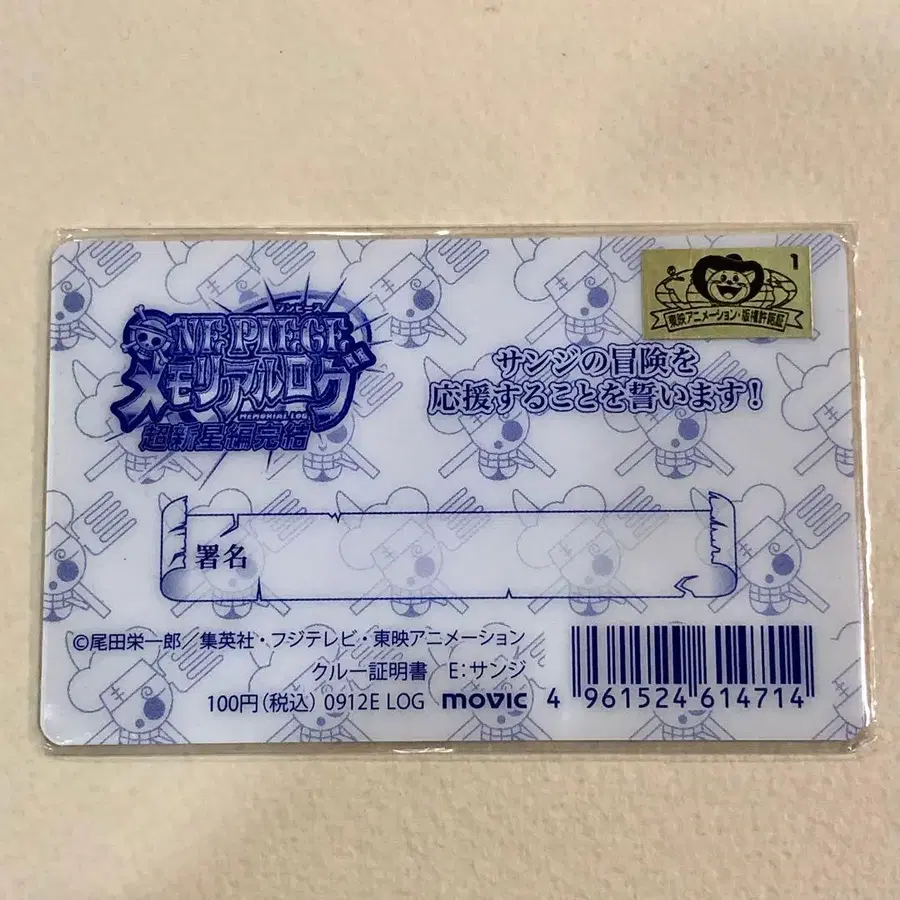 ワンピース
ONE PIECE
メモリアルログ
MEMORIAL LOG
超新星編完結
1
東映アニメーション・版権許諾証
サンジの冒険を
応援することを誓います!
署名
©尾田栄一郎／集英社・フジテレビ・東映アニメーション
クルー証明書 E:サンジ
100円(税込) 0912E LOG movic 4 961524 614714